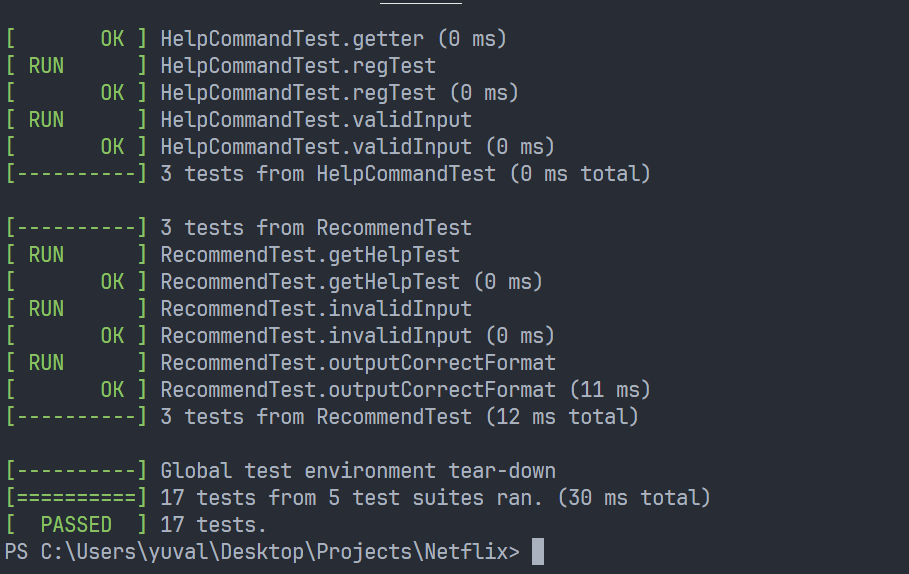 [       OK ] HelpCommandTest.getter (0 ms)
[ RUN      ] HelpCommandTest.regTest
[       OK ] HelpCommandTest.regTest (0 ms)
[ RUN      ] HelpCommandTest.validInput
[       OK ] HelpCommandTest.validInput (0 ms)
[----------] 3 tests from HelpCommandTest (0 ms total)

[----------] 3 tests from RecommendTest
[ RUN      ] RecommendTest.getHelpTest
[       OK ] RecommendTest.getHelpTest (0 ms)
[ RUN      ] RecommendTest.invalidInput
[       OK ] RecommendTest.invalidInput (0 ms)
[ RUN      ] RecommendTest.outputCorrectFormat
[       OK ] RecommendTest.outputCorrectFormat (11 ms)
[----------] 3 tests from RecommendTest (12 ms total)

[----------] Global test environment tear-down
[==========] 17 tests from 5 test suites ran. (30 ms total)
[  PASSED  ] 17 tests.
PS C:\Users\yuval\Desktop\Projects\Netflix>